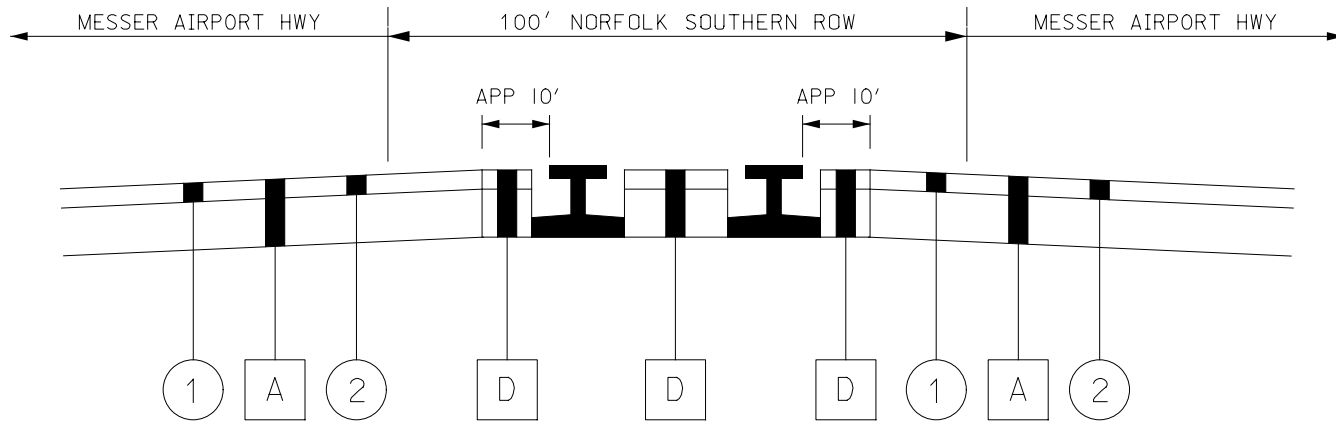 MESSER AIRPORT HWY
100' NORFOLK SOUTHERN ROW
MESSER AIRPORT HWY
APP 10'
APP 10'
1
A
2
D
D
D
1
A
2